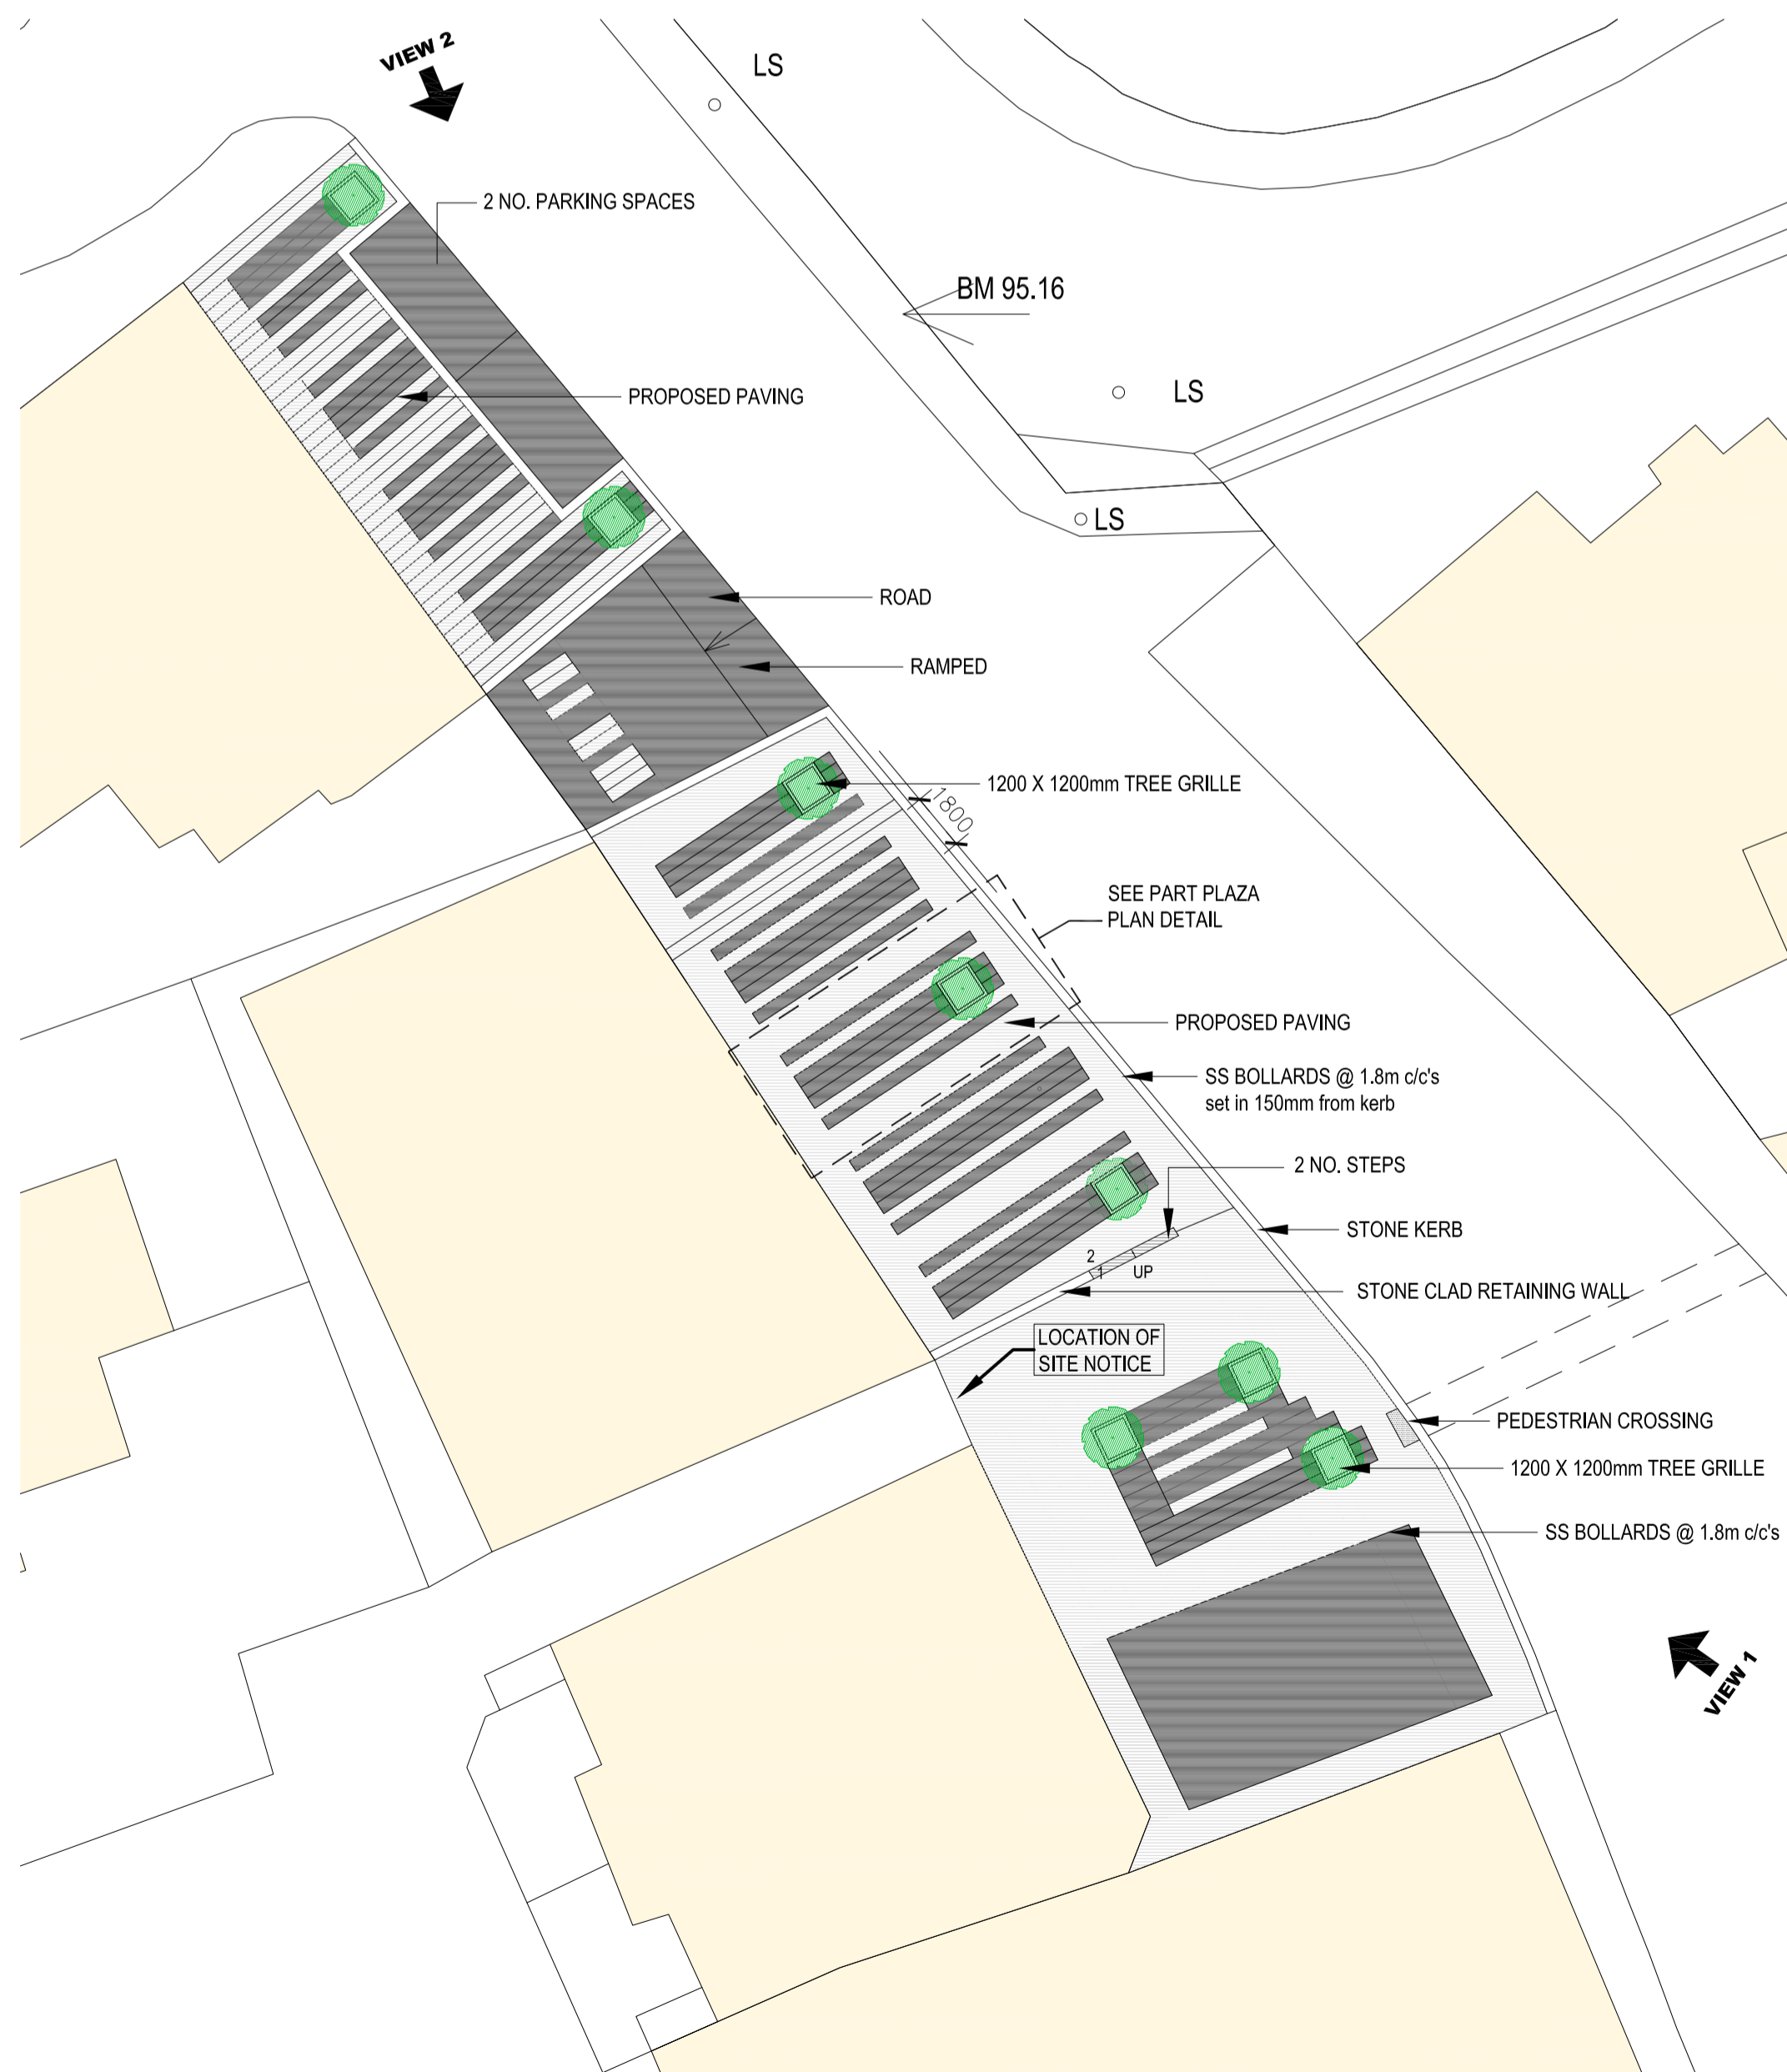 VIEW 2
LS
2 NO. PARKING SPACES
BM 95.16
PROPOSED PAVING
LS
LS
ROAD
RAMPED
1200 X 1200mm TREE GRILLE
1800
SEE PART PLAZA
PLAN DETAIL
PROPOSED PAVING
SS BOLLARDS @ 1.8m c/c's
set in 150mm from kerb
2 NO. STEPS
STONE KERB
2
1
UP
STONE CLAD RETAINING WALL
LOCATION OF
SITE NOTICE
PEDESTRIAN CROSSING
1200 X 1200mm TREE GRILLE
SS BOLLARDS @ 1.8m c/c's
VIEW 1